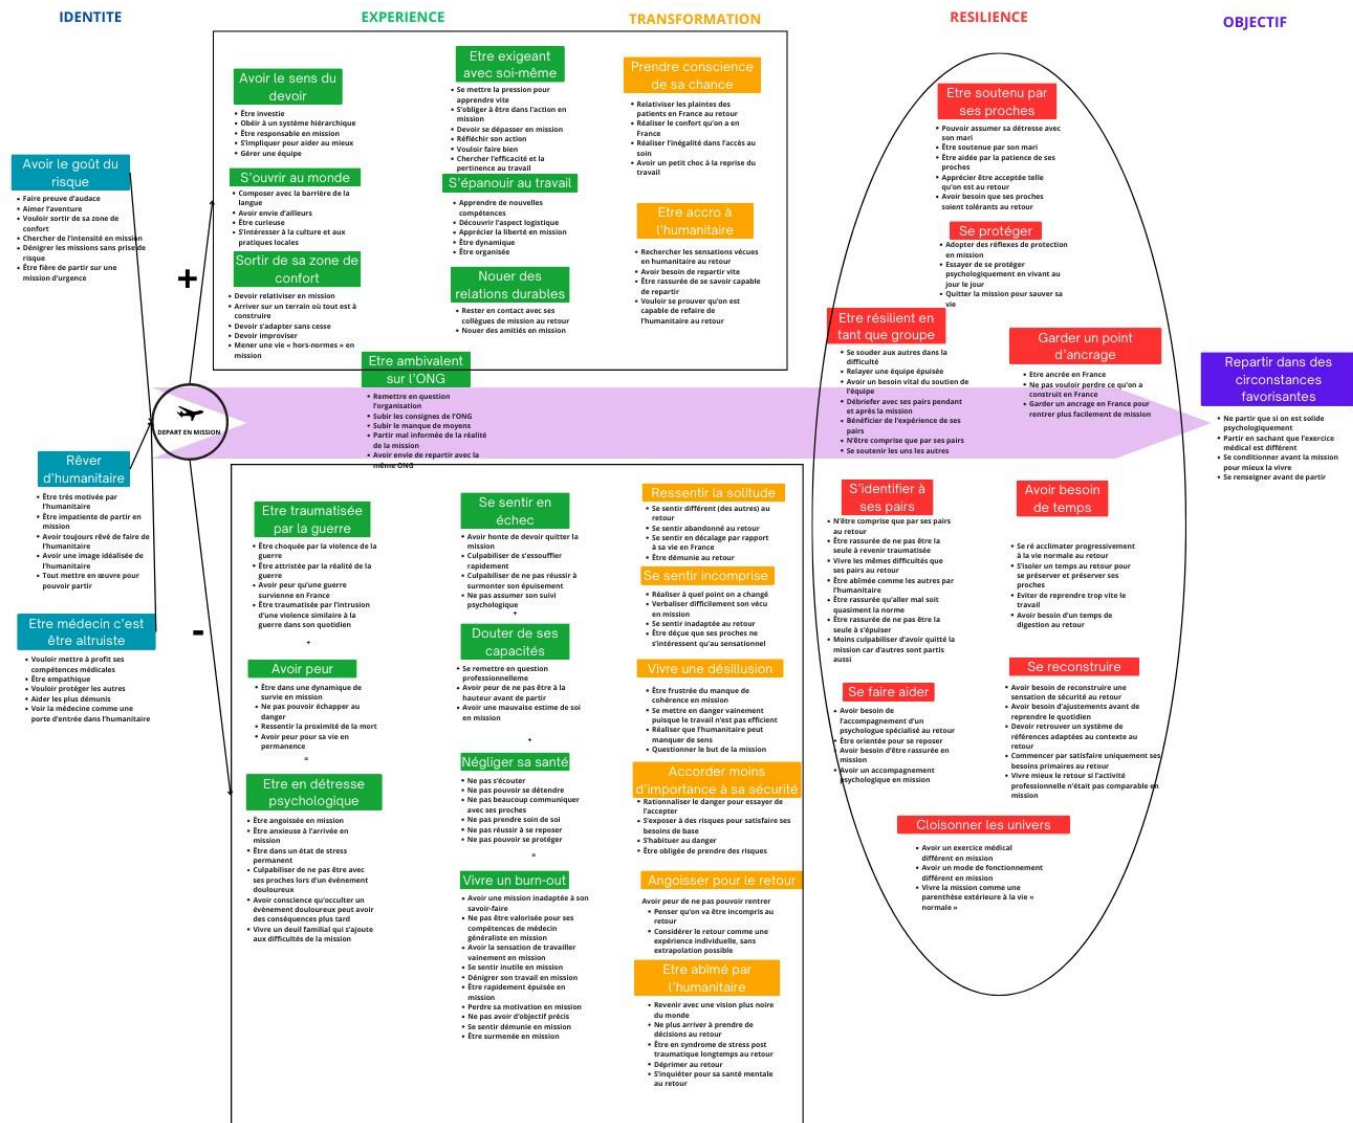 IDENTITE
EXPERIENCE
TRANSFORMATION
RESILIENCE
OBJECTIF
Avoir le goût du
risque
• Faire preuve d'audace
• Aimer l'aventure
• Vouloir sortir de sa zone de
confort
• Chercher de l'intensité en mission
• Dénigrer les missions sans prise de
risque
• Être fière de partir sur une
mission d'urgence
Rêver
d'humanitaire
• Être très motivée par
l'humanitaire
• Être impatiente de partir en
mission
• Avoir toujours rêvé de faire de
l'humanitaire
• Avoir une image idéalisée de
l'humanitaire
• Tout mettre en œuvre pour
pouvoir partir
Etre médecin c'est
être altruiste
• Vouloir mettre à profit ses
compétences médicales
• Être empathique
• Vouloir protéger les autres
• Aider les plus démunis
• Voir la médecine comme une
porte d'entrée dans l'humanitaire
DEPART EN MISSION
+
-
Avoir le sens du
devoir
• Être investie
• Obéir à un système hiérarchique
• Être responsable en mission
• S'impliquer pour aider au mieux
• Gérer une équipe
S'ouvrir au monde
• Composer avec la barrière de la
langue
• Avoir envie d'ailleurs
• Être curieuse
• S'intéresser à la culture et aux
pratiques locales
Sortir de sa zone de
confort
• Devoir relativiser en mission
• Arriver sur un terrain où tout est à
construire
• Devoir s'adapter sans cesse
• Devoir improviser
• Mener une vie « hors-normes » en
mission
Etre exigeant
avec soi-même
• Se mettre la pression pour
apprendre vite
• S'obliger à être dans l'action en
mission
• Devoir se dépasser en mission
• Réfléchir son action
• Vouloir faire bien
• Chercher l'efficacité et la
pertinence au travail
S'épanouir au travail
• Apprendre de nouvelles
compétences
• Découvrir l'aspect logistique
• Apprécier la liberté en mission
• Être dynamique
• Être organisée
Nouer des
relations durables
• Rester en contact avec ses
collègues de mission au retour
• Nouer des amitiés en mission
Prendre conscience
de sa chance
• Relativiser les plaintes des
patients en France au retour
• Réaliser le confort qu'on a en
France
• Réaliser l'inégalité dans l'accès au
soin
• Avoir un petit choc à la reprise du
travail
Etre accro à
l'humanitaire
• Rechercher les sensations vécues
en humanitaire au retour
• Avoir besoin de repartir vite
• Être rassurée de se savoir capable
de repartir
• Vouloir se prouver qu'on est
capable de refaire de
l'humanitaire au retour
Etre ambivalent
sur l'ONG
• Remettre en question
l'organisation
• Subir les consignes de l'ONG
• Subir le manque de moyens
• Partir mal informée de la réalité
de la mission
• Avoir envie de repartir avec la
même ONG
Etre traumatisée
par la guerre
• Être choquée par la violence de la
guerre
• Être attristée par la réalité de la
guerre
• Avoir peur qu'une guerre
survienne en France
• Être traumatisée par l'intrusion
d'une violence similaire à la
guerre dans son quotidien
+
Avoir peur
• Être dans une dynamique de
survie en mission
• Ne pas pouvoir échapper au
danger
• Ressentir la proximité de la mort
• Avoir peur pour sa vie en
permanence
=
Etre en détresse
psychologique
• Être angoissée en mission
• Être anxieuse à l'arrivée en
mission
• Être dans un état de stress
permanent
• Culpabiliser de ne pas être avec
ses proches lors d'un évènement
douloureux
• Avoir conscience qu'occulter un
évènement douloureux peut avoir
des conséquences plus tard
• Vivre un deuil familial qui s'ajoute
aux difficultés de la mission
Se sentir en
échec
• Avoir honte de devoir quitter la
mission
• Culpabiliser de s'essouffler
rapidement
• Culpabiliser de ne pas réussir à
surmonter son épuisement
• Ne pas assumer son suivi
psychologique
+
Douter de ses
capacités
• Se remettre en question
professionnelleme
• Avoir peur de ne pas être à la
hauteur avant de partir
• Avoir une mauvaise estime de soi
en mission
+
Négliger sa santé
• Ne pas s'écouter
• Ne pas pouvoir se détendre
• Ne pas beaucoup communiquer
avec ses proches
• Ne pas prendre soin de soi
• Ne pas réussir à se reposer
• Ne pas pouvoir se protéger
=
Vivre un burn-out
• Avoir une mission inadaptée à son
savoir-faire
• Ne pas être valorisée pour ses
compétences de médecin
généraliste en mission
• Avoir la sensation de travailler
vainement en mission
• Se sentir inutile en mission
• Dénigrer son travail en mission
• Être rapidement épuisée en
mission
• Perdre sa motivation en mission
• Ne pas avoir d'objectif précis
• Se sentir démunie en mission
• Être surmenée en mission
Ressentir la solitude
• Se sentir différent (des autres) au
retour
• Se sentir abandonné au retour
• Se sentir en décalage par rapport
à sa vie en France
• Être démunie au retour
Se sentir incomprise
• Réaliser à quel point on a changé
• Verbaliser difficilement son vécu
en mission
• Se sentir inadaptée au retour
• Être déçue que ses proches ne
s'intéressent qu'au sensationnel
Vivre une désillusion
• Être frustrée du manque de
cohérence en mission
• Se mettre en danger vainement
puisque le travail n'est pas efficient
• Réaliser que l'humanitaire peut
manquer de sens
• Questionner le but de la mission
Accorder moins
d'importance à sa sécurité
• Rationnaliser le danger pour essayer de
l'accepter
• S'exposer à des risques pour satisfaire ses
besoins de base
• S'habituer au danger
• Être obligée de prendre des risques
Angoisser pour le retour
Avoir peur de ne pas pouvoir rentrer
• Penser qu'on va être incompris au
retour
• Considérer le retour comme une
expérience individuelle, sans
extrapolation possible
Etre abîmé par
l'humanitaire
• Revenir avec une vision plus noire
du monde
• Ne plus arriver à prendre de
décisions au retour
• Être en syndrome de stress post
traumatique longtemps au retour
• Déprimer au retour
• S'inquiéter pour sa santé mentale
au retour
Etre soutenu par
ses proches
• Pouvoir assumer sa détresse avec
son mari
• Être soutenue par son mari
• Être aidée par la patience de ses
proches
• Apprécier être acceptée telle
qu'on est au retour
• Avoir besoin que ses proches
soient tolérants au retour
Se protéger
• Adopter des réflexes de protection
en mission
• Essayer de se protéger
psychologiquement en vivant au
jour le jour
• Quitter la mission pour sauver sa
vie
Etre résilient en
tant que groupe
• Se souder aux autres dans la
difficulté
• Relayer une équipe épuisée
• Avoir un besoin vital du soutien de
l'équipe
• Débriefer avec ses pairs pendant
et après la mission
• Bénéficier de l'expérience de ses
pairs
• N'être comprise que par ses pairs
• Se soutenir les uns les autres
Garder un point
d'ancrage
• Etre ancrée en France
• Ne pas vouloir perdre ce qu'on a
construit en France
• Garder un ancrage en France pour
rentrer plus facilement de mission
S'identifier à
ses pairs
• N'être comprise que par ses pairs
au retour
• Être rassurée de ne pas être la
seule à revenir traumatisée
• Vivre les mêmes difficultés que
ses pairs au retour
• Être abîmée comme les autres par
l'humanitaire
• Être rassurée qu'aller mal soit
quasiment la norme
• Être rassurée de ne pas être la
seule à s'épuiser
• Moins culpabiliser d'avoir quitté la
mission car d'autres sont partis
aussi
Avoir besoin
de temps
• Se ré acclimater progressivement
à la vie normale au retour
• S'isoler un temps au retour pour
se préserver et préserver ses
proches
• Eviter de reprendre trop vite le
travail
• Avoir besoin d'un temps de
digestion au retour
Se faire aider
• Avoir besoin de
l'accompagnement d'un
psychologue spécialisé au retour
• Être orientée pour se reposer
• Avoir besoin d'être rassurée en
mission
• Avoir un accompagnement
psychologique en mission
Se reconstruire
• Avoir besoin de reconstruire une
sensation de sécurité au retour
• Avoir besoin d'ajustements avant de
reprendre le quotidien
• Devoir retrouver un système de
références adaptées au contexte au
retour
• Commencer par satisfaire uniquement ses
besoins primaires au retour
• Vivre mieux le retour si l'activité
professionnelle n'était pas comparable en
mission
Cloisonner les univers
• Avoir un exercice médical
différent en mission
• Avoir un mode de fonctionnement
différent en mission
• Vivre la mission comme une
parenthèse extérieure à la vie «
normale »
Repartir dans des
circonstances
favorisantes
• Ne partir que si on est solide
psychologiquement
• Partir en sachant que l'exercice
médical est différent
• Se conditionner avant la mission
pour mieux la vivre
• Se renseigner avant de partir